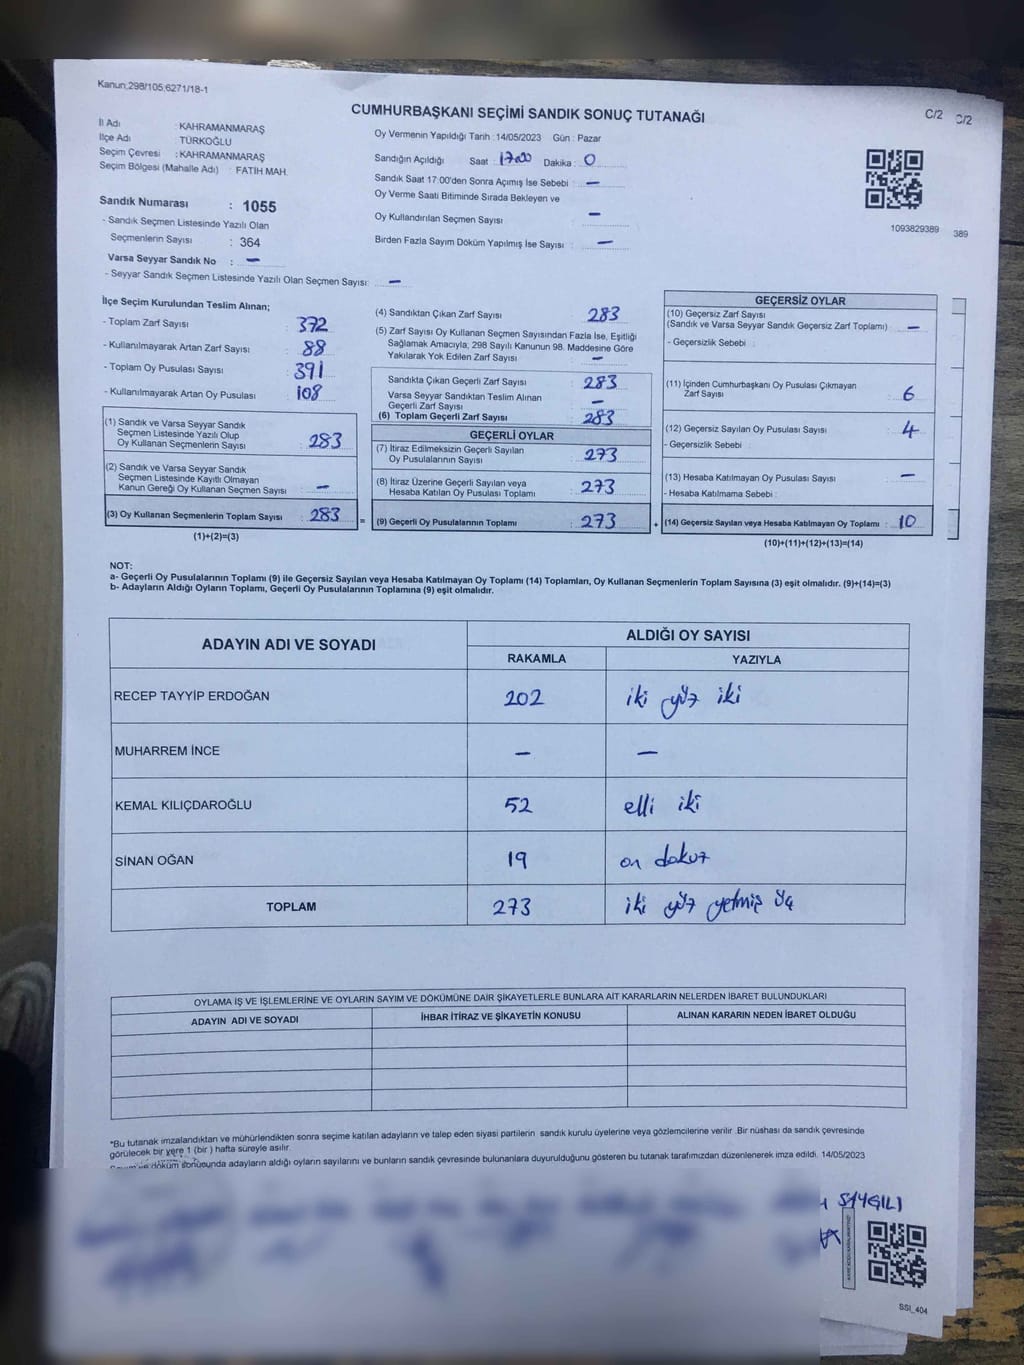 Kanun:298/105;6271/18-1
CUMHURBAŞKANI SEÇİMİ SANDIK SONUÇ TUTANAĞI
C/2 C/2
İl Adı : KAHRAMANMARAŞ
İlçe Adı : TÜRKOĞLU
Seçim Çevresi : KAHRAMANMARAŞ
Seçim Bölgesi (Mahalle Adı) : FATİH MAH.
Sandık Numarası : 1055
- Sandık Seçmen Listesinde Yazılı Olan
Seçmenlerin Sayısı : 364
Varsa Seyyar Sandık No : —
- Seyyar Sandık Seçmen Listesinde Yazılı Olan Seçmen Sayısı: —
Oy Vermenin Yapıldığı Tarih :14/05/2023 Gün : Pazar
Sandığın Açıldığı Saat : 17:00 Dakika : 0
Sandık Saat 17:00'den Sonra Açımış İse Sebebi : —
Oy Verme Saati Bitiminde Sırada Bekleyen ve
Oy Kullandırılan Seçmen Sayısı : —
Birden Fazla Sayım Döküm Yapılmış İse Sayısı : —
1093829389 389
İlçe Seçim Kurulundan Teslim Alınan;
- Toplam Zarf Sayısı : 372
- Kullanılmayarak Artan Zarf Sayısı : 88
- Toplam Oy Pusulası Sayısı : 391
- Kullanılmayarak Artan Oy Pusulası : 108
(1) Sandık ve Varsa Seyyar Sandık
Seçmen Listesinde Yazılı Olup
Oy Kullanan Seçmenlerin Sayısı : 283
(2) Sandık ve Varsa Seyyar Sandık
Seçmen Listesinde Kayıtlı Olmayan
Kanun Gereği Oy Kullanan Seçmen Sayısı : —
(3) Oy Kullanan Seçmenlerin Toplam Sayısı : 283
(1)+(2)=(3)
=
(4) Sandıktan Çıkan Zarf Sayısı : 283
(5) Zarf Sayısı Oy Kullanan Seçmen Sayısından Fazla İse, Eşitliği
Sağlamak Amacıyla, 298 Sayılı Kanunun 98. Maddesine Göre
Yakılarak Yok Edilen Zarf Sayısı : —
Sandıkta Çıkan Geçerli Zarf Sayısı : 283
Varsa Seyyar Sandıktan Teslim Alınan
Geçerli Zarf Sayısı : —
(6) Toplam Geçerli Zarf Sayısı : 283
GEÇERLİ OYLAR
(7) İtiraz Edilmeksizin Geçerli Sayılan
Oy Pusulalarının Sayısı : 273
(8) İtiraz Üzerine Geçerli Sayılan veya
Hesaba Katılan Oy Pusulası Toplamı : 273
(9) Geçerli Oy Pusulalarının Toplamı : 273
+
GEÇERSİZ OYLAR
(10) Geçersiz Zarf Sayısı
(Sandık ve Varsa Seyyar Sandık Geçersiz Zarf Toplamı) : —
- Geçersizlik Sebebi :
(11) İçinden Cumhurbaşkanı Oy Pusulası Çıkmayan
Zarf Sayısı : 6
(12) Geçersiz Sayılan Oy Pusulası Sayısı : 4
- Geçersizlik Sebebi :
(13) Hesaba Katılmayan Oy Pusulası Sayısı : —
- Hesaba Katılmama Sebebi :
(14) Geçersiz Sayılan veya Hesaba Katılmayan Oy Toplamı : 10
(10)+(11)+(12)+(13)=(14)
NOT:
a- Geçerli Oy Pusulalarının Toplamı (9) ile Geçersiz Sayılan veya Hesaba Katılmayan Oy Toplamı (14) Toplamları, Oy Kullanan Seçmenlerin Toplam Sayısına (3) eşit olmalıdır. (9)+(14)=(3)
b- Adayların Aldığı Oyların Toplamı, Geçerli Oy Pusulalarının Toplamına (9) eşit olmalıdır.
ADAYIN ADI VE SOYADI ALDIĞI OY SAYISI
RAKAMLA YAZIYLA
RECEP TAYYİP ERDOĞAN 202 iki yüz iki
MUHARREM İNCE — —
KEMAL KILIÇDAROĞLU 52 elli iki
SİNAN OĞAN 19 on dokuz
TOPLAM 273 iki yüz yetmiş üç
OYLAMA İŞ VE İŞLEMLERİNE VE OYLARIN SAYIM VE DÖKÜMÜNE DAİR ŞİKAYETLERLE BUNLARA AİT KARARLARIN NELERDEN İBARET BULUNDUKLARI
ADAYIN ADI VE SOYADI İHBAR İTİRAZ VE ŞİKAYETİN KONUSU ALINAN KARARIN NEDEN İBARET OLDUĞU
*Bu tutanak imzalandıktan ve mühürlendikten sonra seçime katılan adayların ve talep eden siyasi partilerin sandık kurulu üyelerine veya gözlemcilerine verilir .Bir nüshası da sandık çevresinde
görülecek bir yere 1 (bir ) hafta süreyle asılır.
döküm sonucunda adayların aldığı oyların sayılarını ve bunların sandık çevresinde bulunanlara duyurulduğunu gösteren bu tutanak tarafımızdan düzenlenerek imza edildi. 14/05/2023
SAYGILI
SSI_404